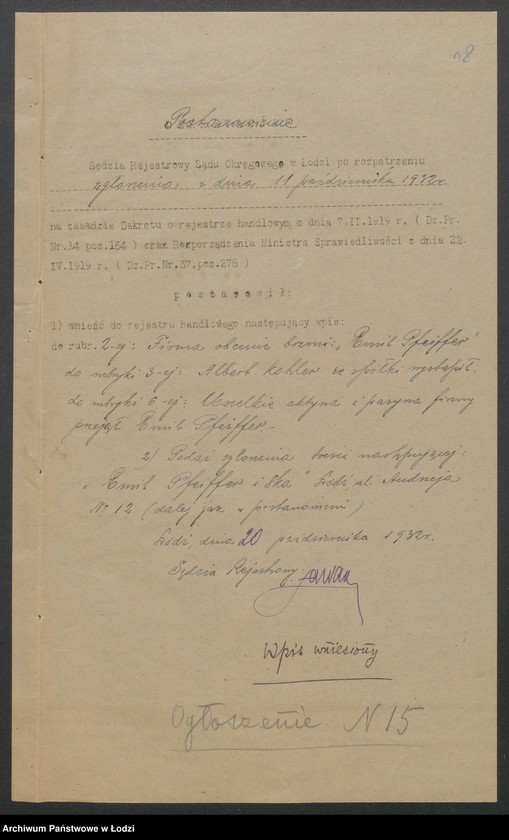 8
Postanowienie
Sędzia Rejestrowy Sądu Okręgowego w Łodzi po rozpatrzeniu
zgłoszenia z dnia 11 października 1932r.
na zasadzie Dekretu o rejestrze handlowym z dnia 7.II.1919 r. ( Dz.Pr.
Nr.14 poz.164 ) oraz Rozporządzenia Ministra Sprawiedliwości z dnia 22.
IV.1919 r. ( Dz.Pr.Nr.37,poz.278 )
p o s t a n o w i ł :
1) wnieść do rejestru handlowego następujący wpis:
do rubr. 2-ej: Firma obecnie brzmi: „Emil Pfeiffer"
do rubryki 3-ej: Albert Kohler ze spółki wystąpił.
do rubryki 6-ej: Wszelkie aktywa i pasywa firmy
przejął Emil Pfeiffer.-
2/ Podać ogłoszenia treści następującej:
„Emil Pfeiffer i Ska" Łódź, ul. Andrzeja
Nr 12 (dalej jak w postanowieniu)
Łódź, dnia 20 października 1932r.
Sędzia Rejestrowy:
Wpis wniesiony
Ogłoszenie N 15
Archiwum Państwowe w Łodzi